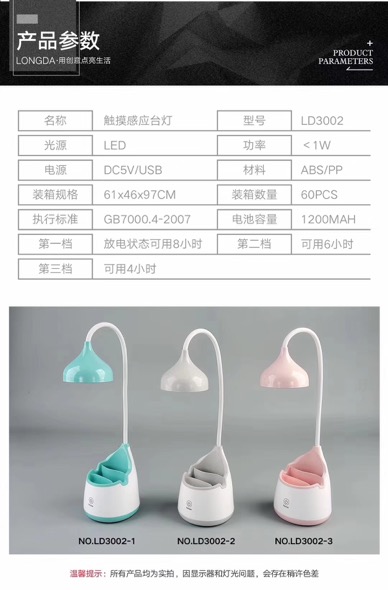 产品参数
LONGDA·用创意点亮生活
PRODUCT
PARAMETERS
名称 触摸感应台灯 型号 LD3002
光源 LED 功率 ＜1W
电源 DC5V/USB 材料 ABS/PP
装箱规格 61x46x97CM 装箱数量 60PCS
执行标准 GB7000.4-2007 电池容量 1200MAH
第一档 放电状态可用8小时 第二档 可用6小时
第三档 可用4小时
NO.LD3002-1 NO.LD3002-2 NO.LD3002-3
温馨提示：所有产品均为实拍，因显示器和灯光问题，会存在稍许色差